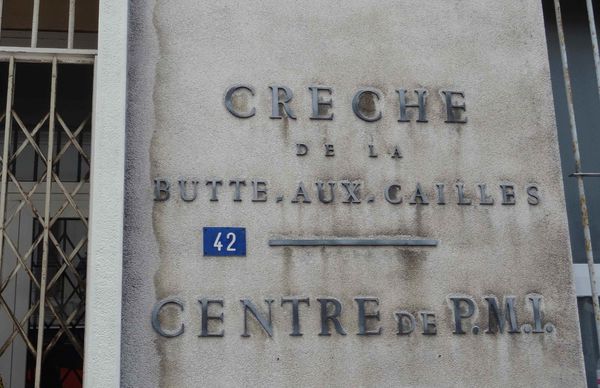 CRECHE
DE LA
BUTTE-AUX-CAILLES
42
CENTRE DE P.M.I.